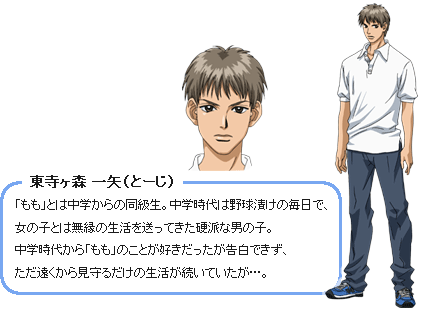 東寺ヶ森 一矢(とーじ)
「もも」とは中学からの同級生。中学時代は野球漬けの毎日で、
女の子とは無縁の生活を送ってきた硬派な男の子。
中学時代から「もも」のことが好きだったが告白できず、
ただ遠くから見守るだけの生活が続いていたが…。